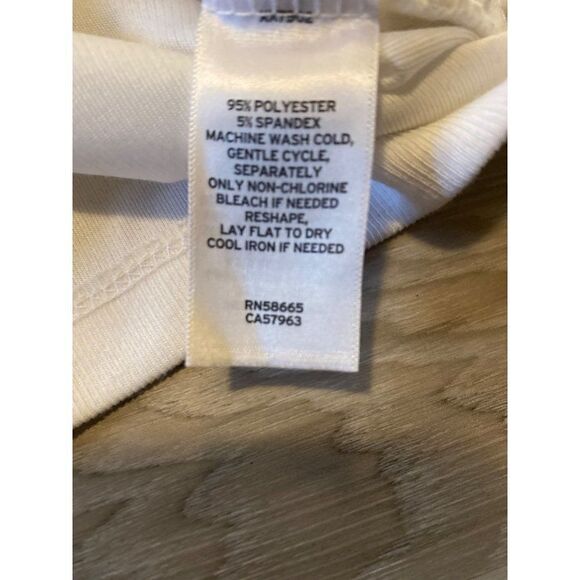 95% POLYESTER
5% SPANDEX
MACHINE WASH COLD,
GENTLE CYCLE,
SEPARATELY
ONLY NON-CHLORINE
BLEACH IF NEEDED
RESHAPE,
LAY FLAT TO DRY
COOL IRON IF NEEDED
RN58665
CA57963